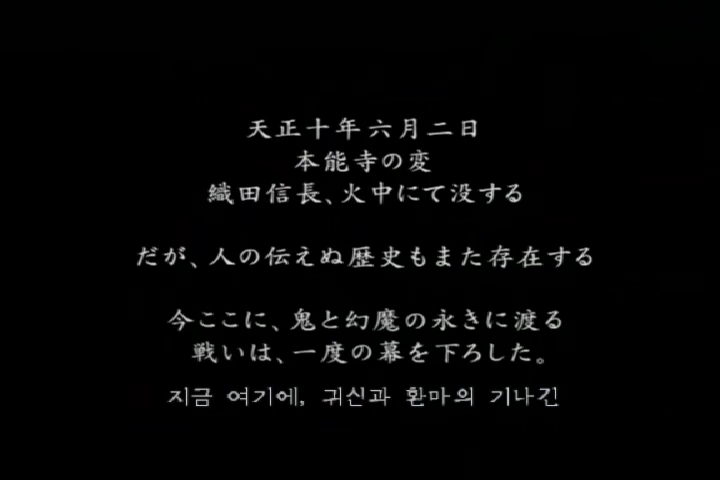 天正十年六月二日
本能寺の変
織田信長、火中にて没する
だが、人の伝えぬ歴史もまた存在する
今ここに、鬼と幻魔の永きに渡る
戦いは、一度の幕を下ろした。
지금 여기에, 귀신과 환마의 기나긴